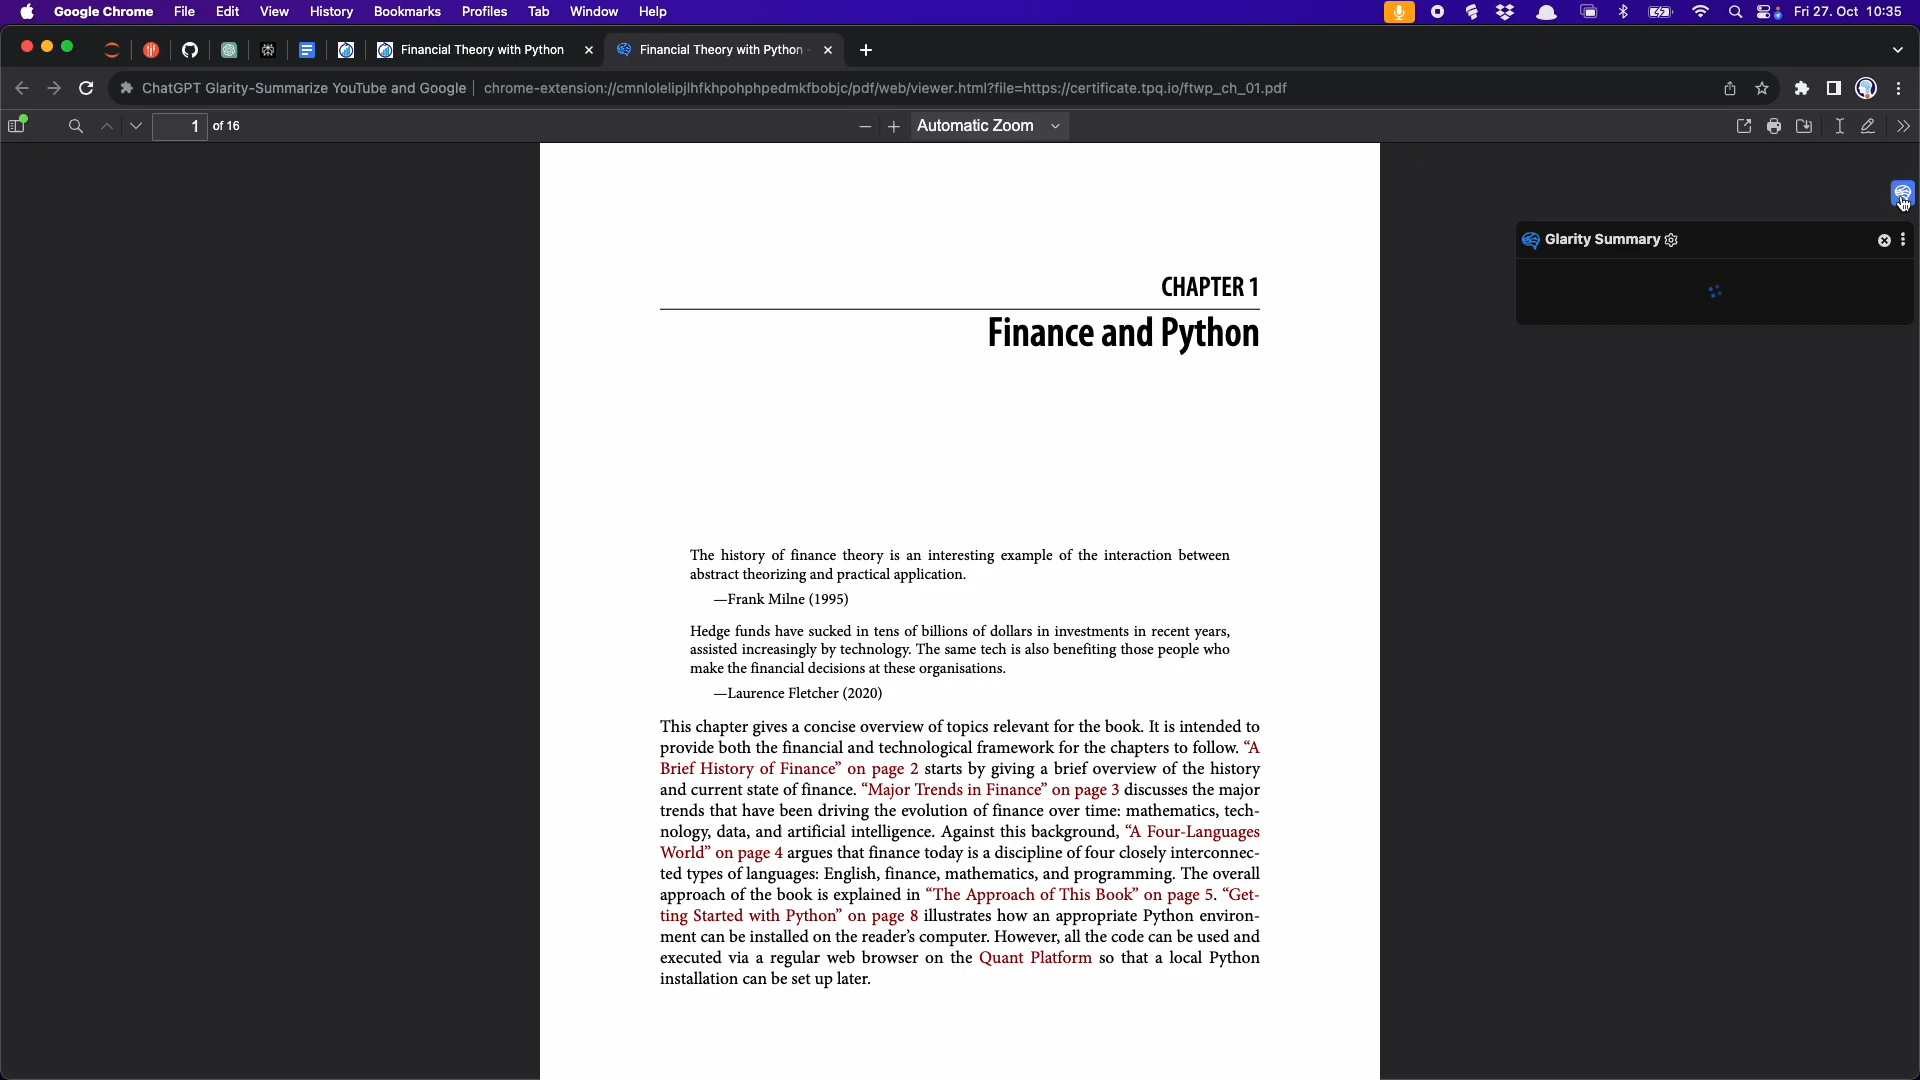 Google Chrome File Edit View History Bookmarks Profiles Tab Window Help Fri 27. Oct 10:35
Financial Theory with Python Financial Theory with Python
ChatGPT Glarity-Summarize YouTube and Google chrome-extension://cmnlolelipjlhfkhpohphpedmkfbobjc/pdf/web/viewer.html?file=https://certificate.tpq.io/ftwp_ch_01.pdf
1 of 16 Automatic Zoom
Glarity Summary
CHAPTER 1
Finance and Python
The history of finance theory is an interesting example of the interaction between
abstract theorizing and practical application.
—Frank Milne (1995)
Hedge funds have sucked in tens of billions of dollars in investments in recent years,
assisted increasingly by technology. The same tech is also benefiting those people who
make the financial decisions at these organisations.
—Laurence Fletcher (2020)
This chapter gives a concise overview of topics relevant for the book. It is intended to
provide both the financial and technological framework for the chapters to follow. “A
Brief History of Finance” on page 2 starts by giving a brief overview of the history
and current state of finance. “Major Trends in Finance” on page 3 discusses the major
trends that have been driving the evolution of finance over time: mathematics, tech-
nology, data, and artificial intelligence. Against this background, “A Four-Languages
World” on page 4 argues that finance today is a discipline of four closely interconnec-
ted types of languages: English, finance, mathematics, and programming. The overall
approach of the book is explained in “The Approach of This Book” on page 5. “Get-
ting Started with Python” on page 8 illustrates how an appropriate Python environ-
ment can be installed on the reader’s computer. However, all the code can be used and
executed via a regular web browser on the Quant Platform so that a local Python
installation can be set up later.